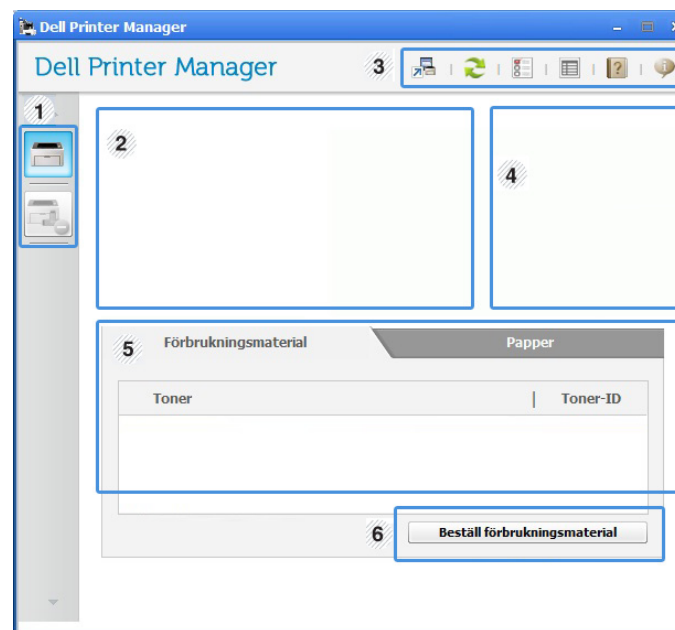 Dell Printer Manager
Dell Printer Manager
3
1
2
4
5
Förbrukningsmaterial
Papper
Toner
Toner-ID
6
Beställ förbrukningsmaterial